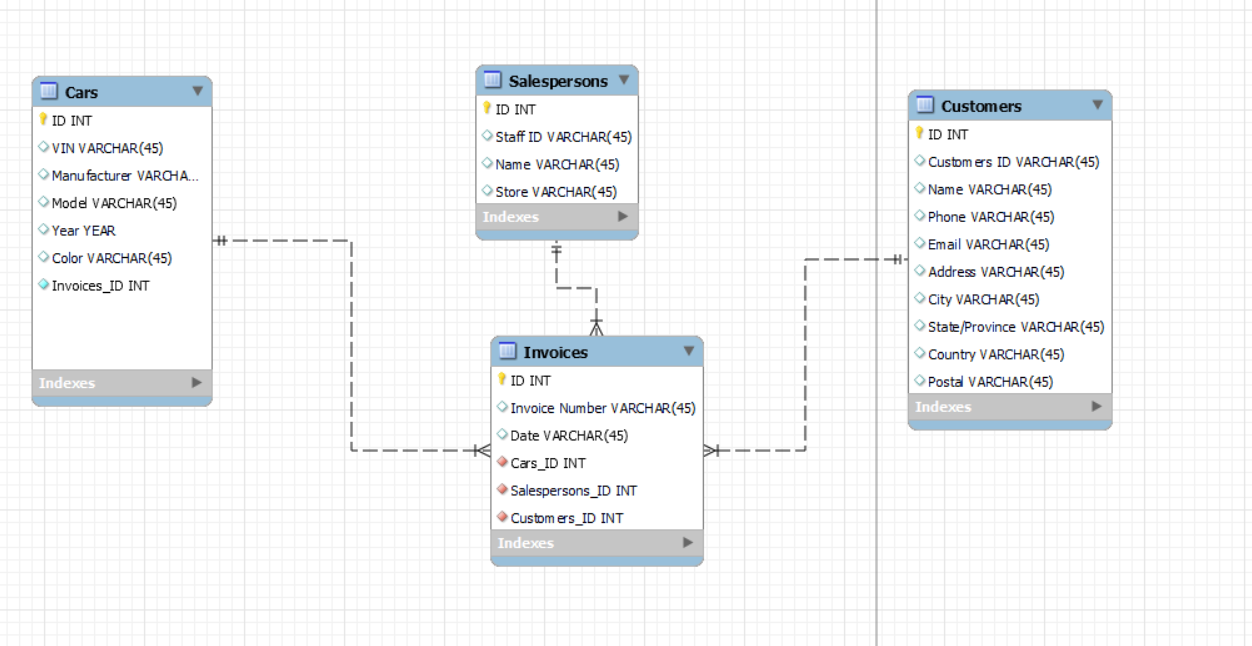 Cars
ID INT
VIN VARCHAR(45)
Manufacturer VARCHA...
Model VARCHAR(45)
Year YEAR
Color VARCHAR(45)
Invoices_ID INT
Indexes
Salespersons
ID INT
Staff ID VARCHAR(45)
Name VARCHAR(45)
Store VARCHAR(45)
Indexes
Customers
ID INT
Customers ID VARCHAR(45)
Name VARCHAR(45)
Phone VARCHAR(45)
Email VARCHAR(45)
Address VARCHAR(45)
City VARCHAR(45)
State/Province VARCHAR(45)
Country VARCHAR(45)
Postal VARCHAR(45)
Indexes
Invoices
ID INT
Invoice Number VARCHAR(45)
Date VARCHAR(45)
Cars_ID INT
Salespersons_ID INT
Customers_ID INT
Indexes